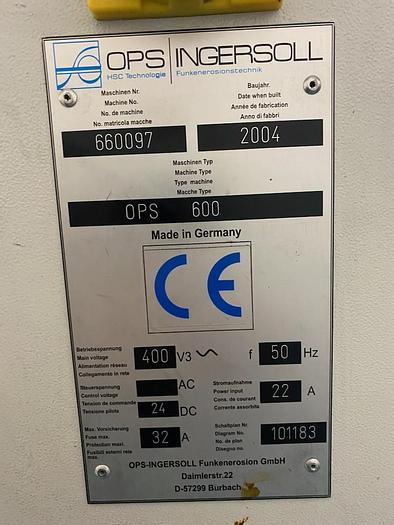 OPS INGERSOLL
HSC Technologie Funkenerosionstechnik
Maschinen Nr.
Machine No.
No. de machine
No. matricola macche
660097
Baujahr.
Date when built
Année de fabrication
Anno di fabbri
2004
Maschinen Typ
Machine Type
Type machine
Macche Type
OPS 600
Made in Germany
CE
Betriebsspannung
Main voltage
Alimentation réseau
Collegamento in rete
400 V3 ~
f 50 Hz
Steuerspannung
Control voltage
Tension de commande
Tensione pilota
AC
24 DC
Stromaufnahme
Power input
Cons. de courant
Corrente assorbita
22 A
Max. Vorsicherung
Fuse max.
Protection maxi.
Fusibili esterni rete
max.
32 A
Schaltplan Nr.
Diagram No.
No. de plan
Disegno no.
101183
OPS-INGERSOLL Funkenerosion GmbH
Daimlerstr.22
D-57299 Burbach